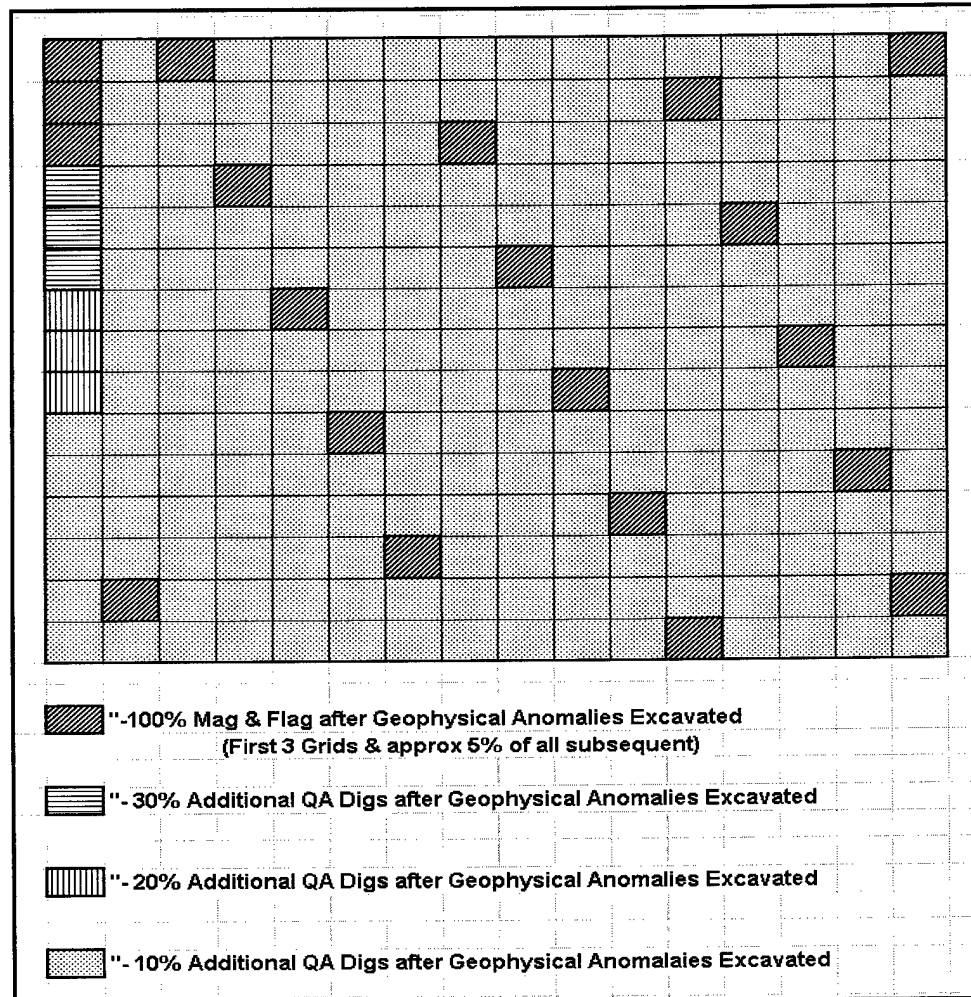 "-100% Mag & Flag after Geophysical Anomalies Excavated
(First 3 Grids & approx 5% of all subsequent)
"- 30% Additional QA Digs after Geophysical Anomalies Excavated
"- 20% Additional QA Digs after Geophysical Anomalies Excavated
"- 10% Additional QA Digs after Geophysical Anomalaies Excavated